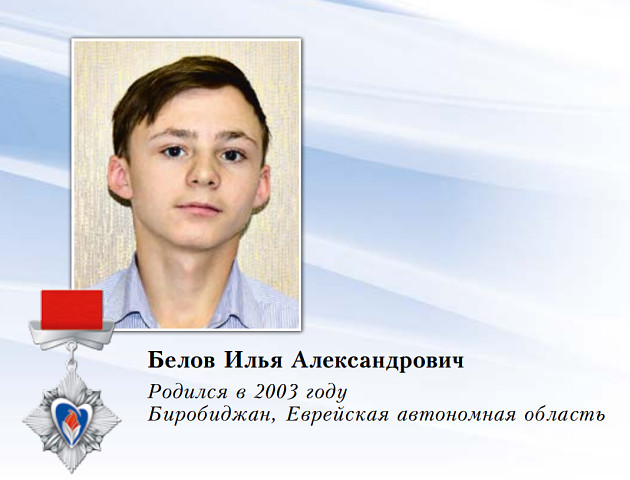 Белов Илья Александрович
Родился в 2003 году
Биробиджан, Еврейская автономная область